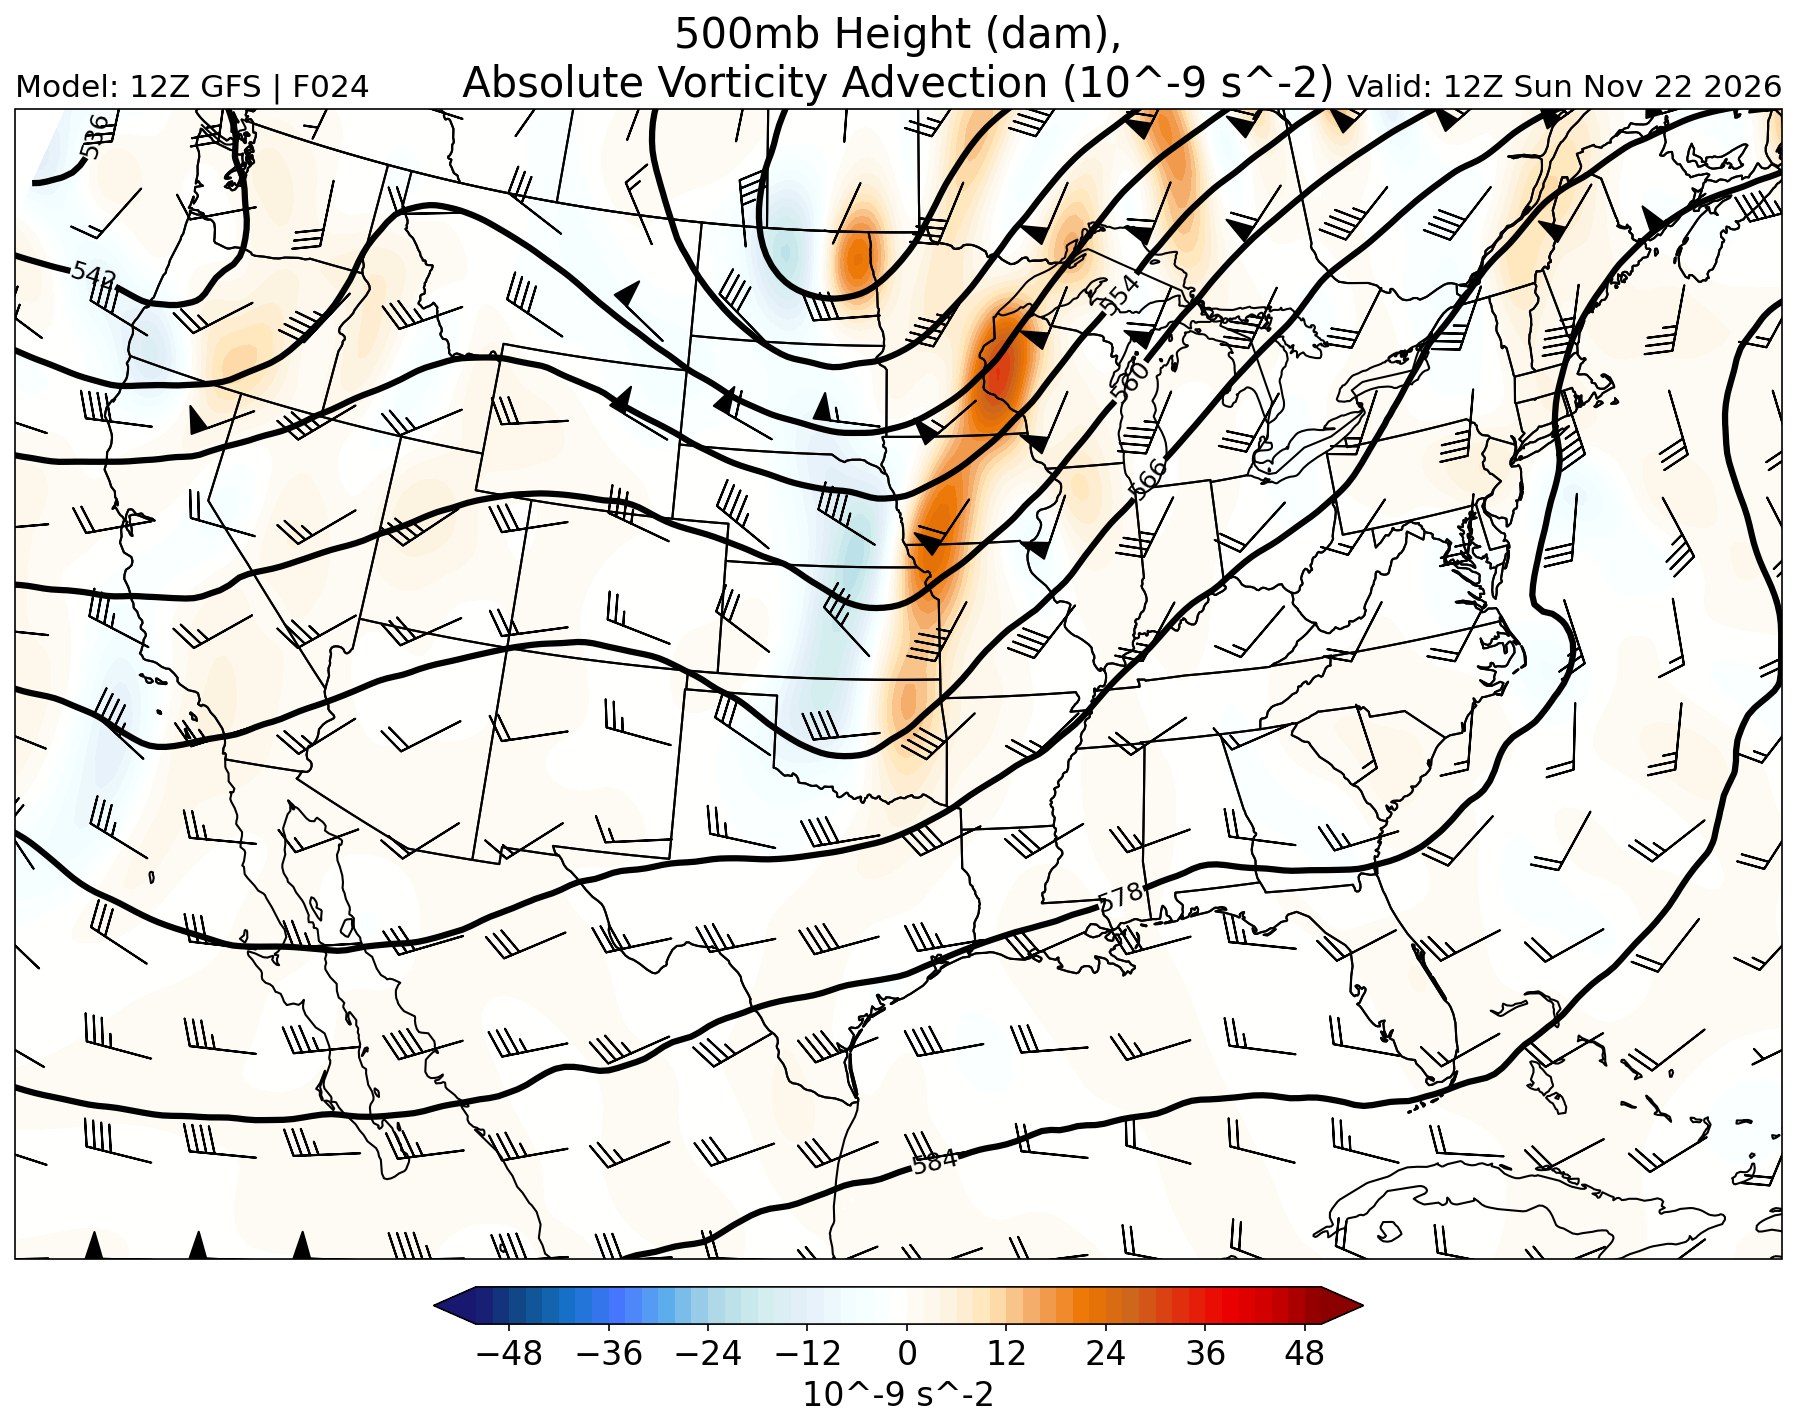 500mb Height (dam),
Model: 12Z GFS | F024
Absolute Vorticity Advection (10^-9 s^-2)
Valid: 12Z Sun Nov 22 2026
536
542
554
560
566
578
584
−48 −36 −24 −12 0 12 24 36 48
10^-9 s^-2